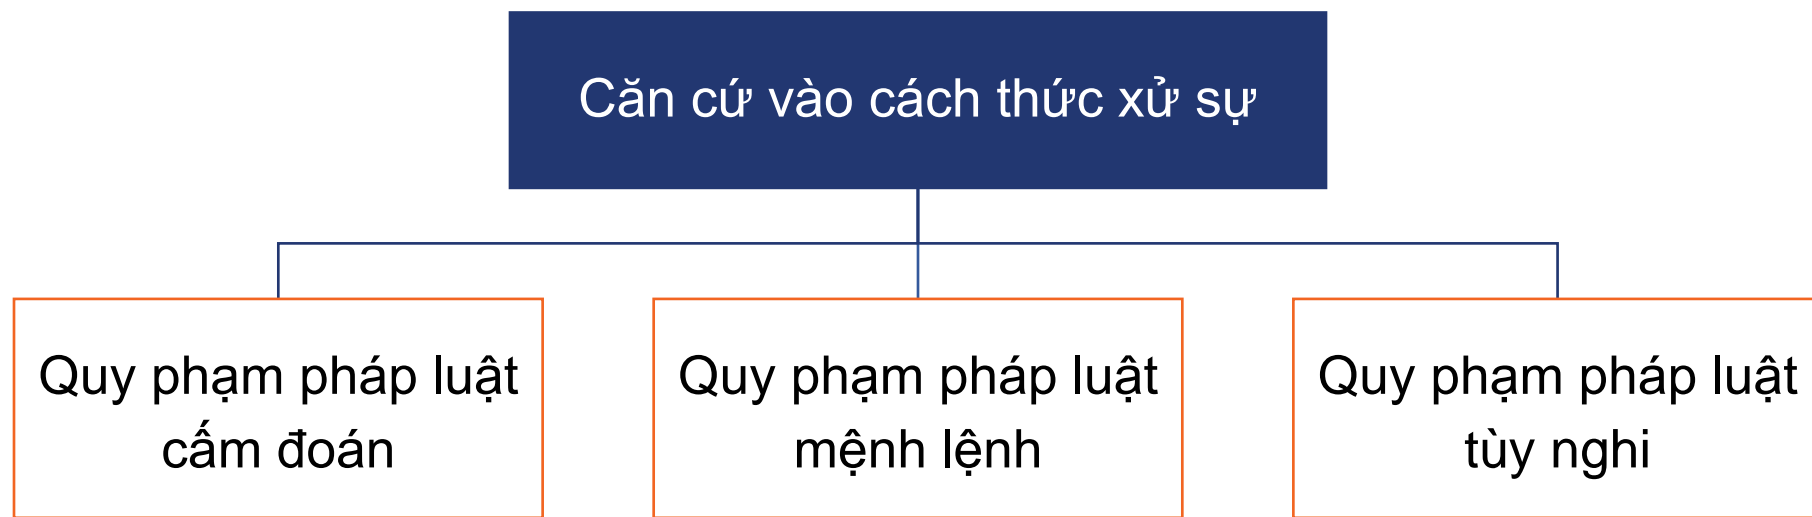 Căn cứ vào cách thức xử sự
Quy phạm pháp luật
cấm đoán
Quy phạm pháp luật
mệnh lệnh
Quy phạm pháp luật
tùy nghi